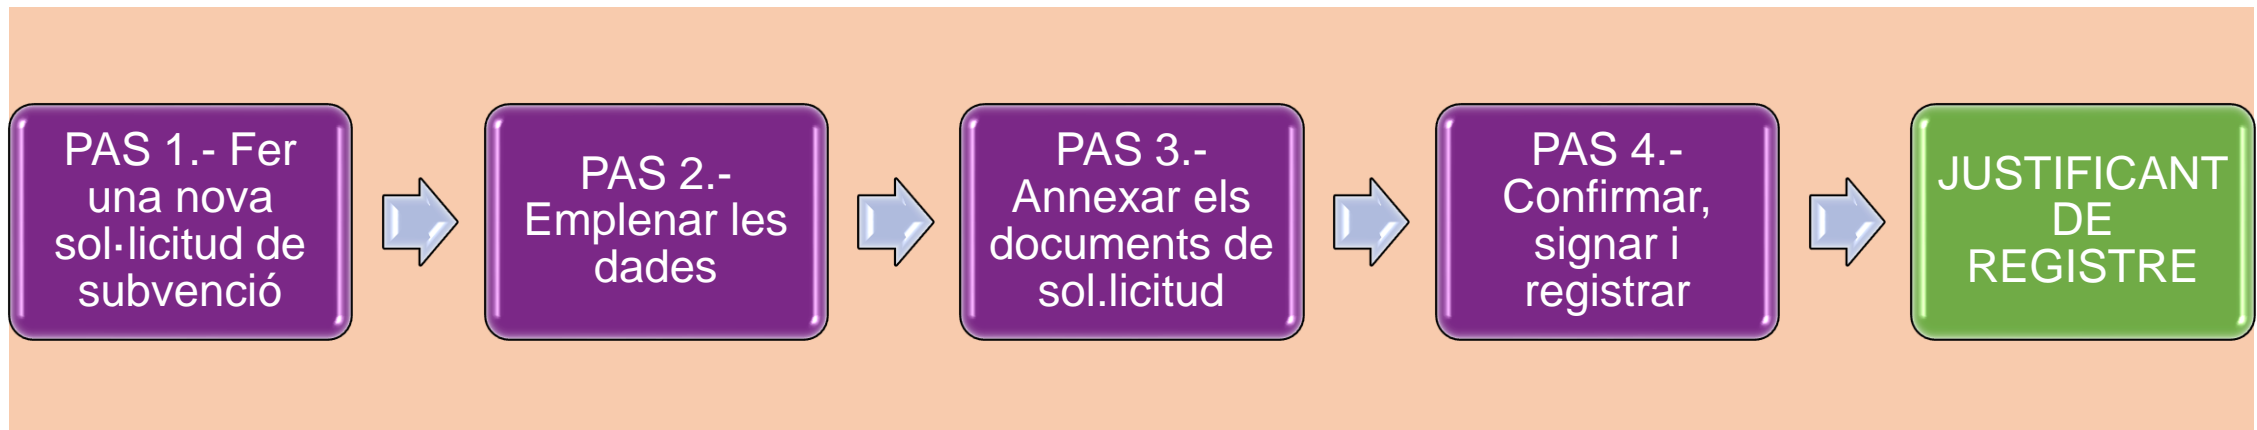 PAS 1.- Fer
una nova
sol·licitud de
subvenció
PAS 2.-
Emplenar les
dades
PAS 3.-
Annexar els
documents de
sol.licitud
PAS 4.-
Confirmar,
signar i
registrar
JUSTIFICANT
DE
REGISTRE